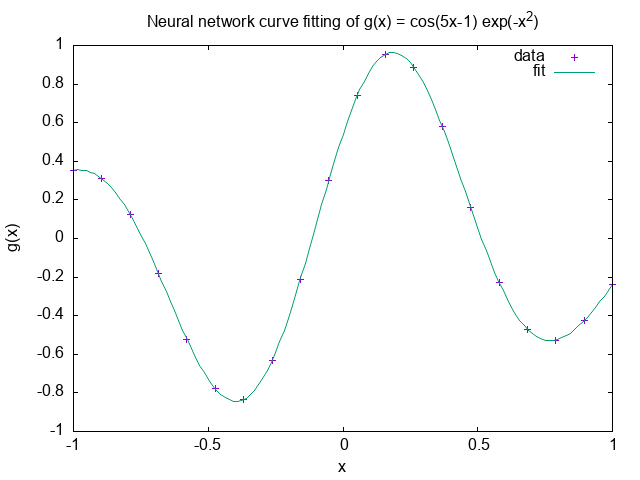 Neural network curve fitting of g(x) = cos(5x-1) exp(-x²)
data
fit
1
0.8
0.6
0.4
0.2
0
-0.2
-0.4
-0.6
-0.8
-1
g(x)
-1 -0.5 0 0.5 1
x